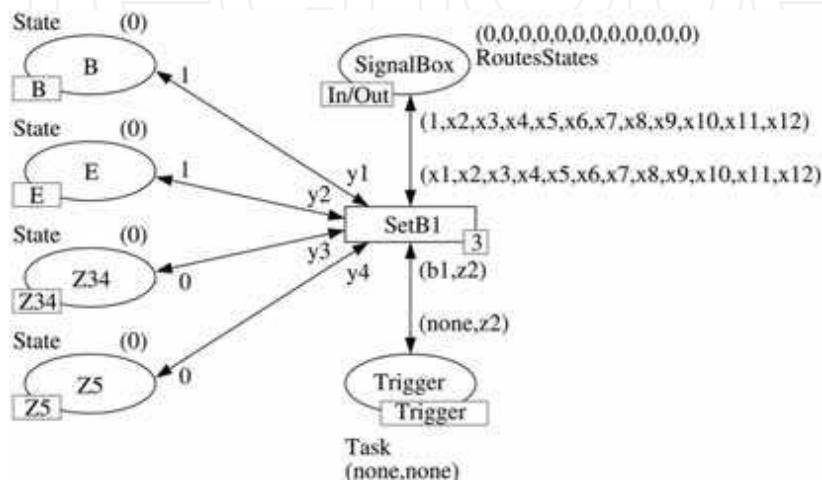 State (0)
B
B
1
State (0)
E
E
1
State (0)
Z34
Z34
0
State (0)
Z5
Z5
0
y1
y2
y3
y4
(0,0,0,0,0,0,0,0,0,0,0,0)
SignalBox
RoutesStates
In/Out
(1,x2,x3,x4,x5,x6,x7,x8,x9,x10,x11,x12)
(x1,x2,x3,x4,x5,x6,x7,x8,x9,x10,x11,x12)
SetB1
3
(b1,z2)
(none,z2)
Trigger
Trigger
Task
(none,none)